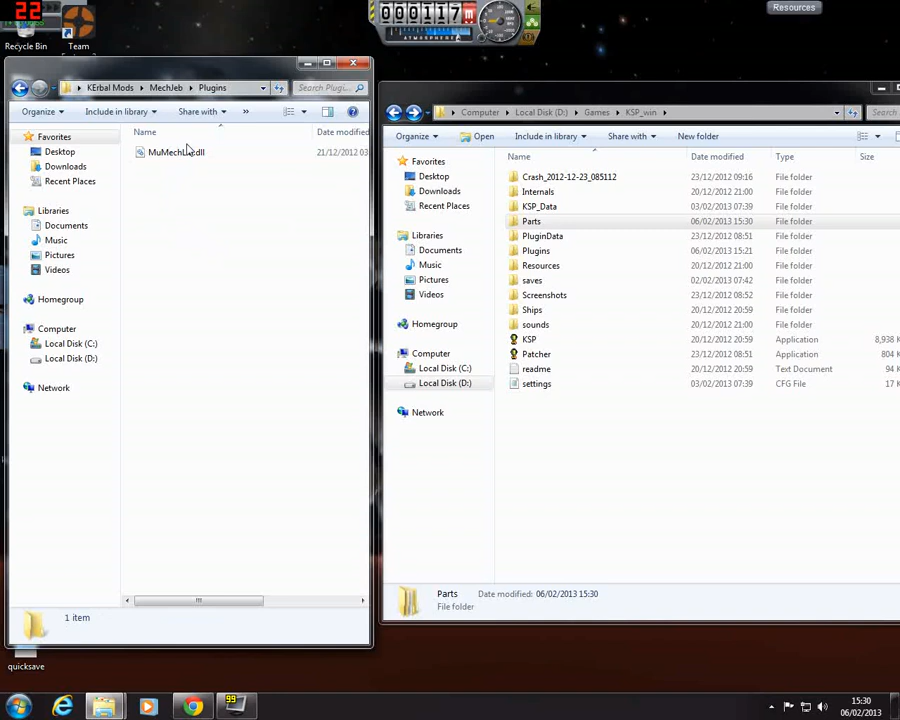 22
000117m
ATMOSPHERE
Resources
Recycle Bin
Team
KErbal Mods
MechJeb
Plugins
Search Plugi...
Organize
Include in library
Share with
»
Name
Date modified
Favorites
Desktop
Downloads
Recent Places
Libraries
Documents
Music
Pictures
Videos
Homegroup
Computer
Local Disk (C:)
Local Disk (D:)
Network
21/12/2012 03
1 item
Computer
Local Disk (D:)
Games
KSP_win
Organize
Open
Include in library
Share with
New folder
Favorites
Desktop
Downloads
Recent Places
Libraries
Documents
Music
Pictures
Videos
Homegroup
Computer
Local Disk (C:)
Local Disk (D:)
Network
Name Date modified Type Size
Crash_2012-12-23_085112 23/12/2012 09:16 File folder
Internals 20/12/2012 21:00 File folder
KSP_Data 03/02/2013 07:39 File folder
Parts 06/02/2013 15:30 File folder
PluginData 23/12/2012 08:51 File folder
Plugins 06/02/2013 15:21 File folder
Resources 20/12/2012 21:00 File folder
saves 02/02/2013 07:42 File folder
Screenshots 23/12/2012 08:52 File folder
Ships 20/12/2012 21:00 File folder
sounds 20/12/2012 21:00 File folder
KSP 20/12/2012 20:59 Application 8,938 K
Patcher 23/12/2012 08:51 Application 804 K
readme 20/12/2012 20:59 Text Document 94 K
settings 03/02/2013 07:39 CFG File 17 K
Parts Date modified: 06/02/2013 15:30
File folder
quicksave
99
15:30
06/02/2013